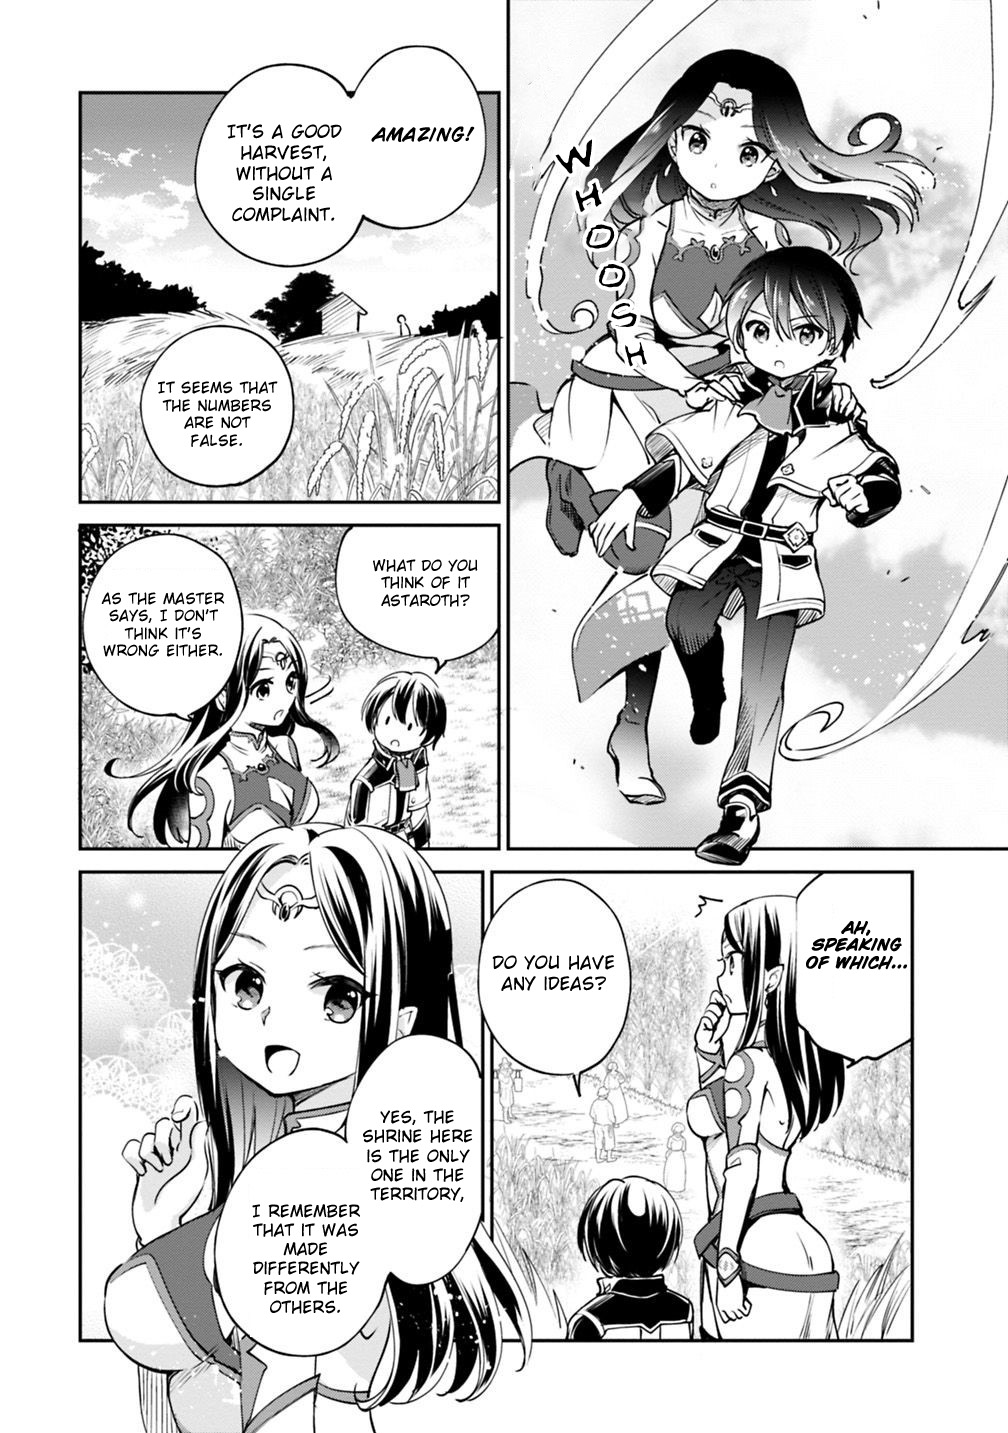 WHOOSH
AMAZING!
IT'S A GOOD
HARVEST,
WITHOUT A
SINGLE
COMPLAINT.
IT SEEMS THAT
THE NUMBERS
ARE NOT
FALSE.
WHAT DO YOU
THINK OF IT
ASTAROTH?
AS THE MASTER
SAYS, I DON'T
THINK IT'S
WRONG EITHER.
AH,
SPEAKING
OF WHICH...
DO YOU HAVE
ANY IDEAS?
YES, THE
SHRINE HERE
IS THE ONLY
ONE IN THE
TERRITORY,
I REMEMBER
THAT IT WAS
MADE
DIFFERENTLY
FROM THE
OTHERS.